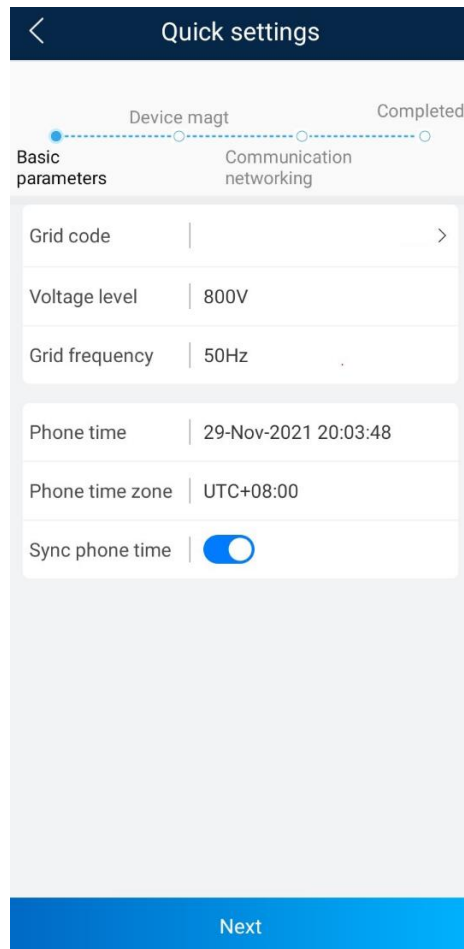 Quick settings
Device magt
Completed
Basic
parameters
Communication
networking
Grid code
Voltage level 800V
Grid frequency 50Hz
Phone time 29-Nov-2021 20:03:48
Phone time zone UTC+08:00
Sync phone time
Next